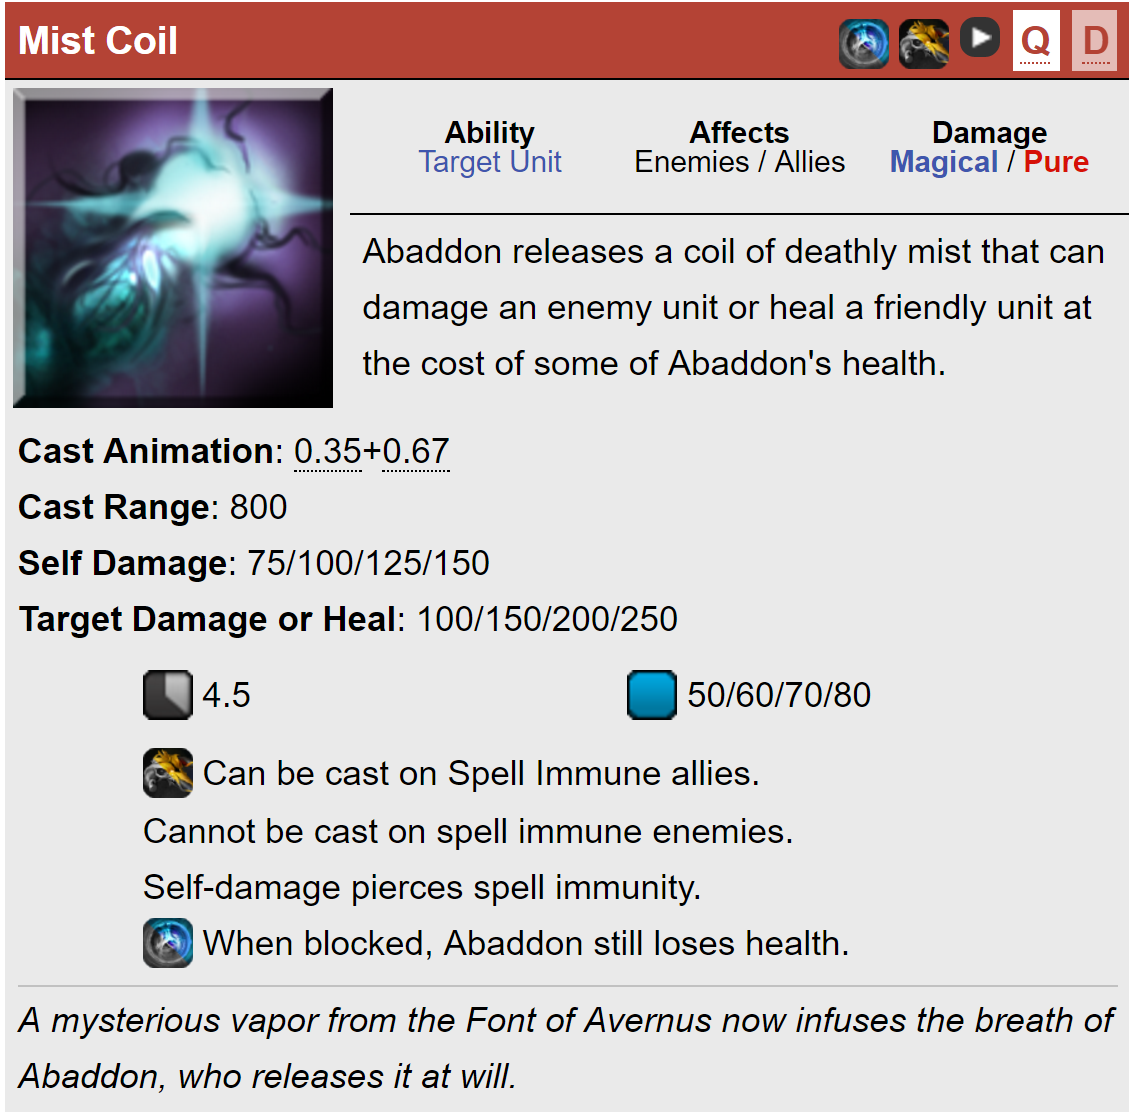 Mist Coil Q D
Ability Affects Damage
Target Unit Enemies / Allies Magical / Pure
Abaddon releases a coil of deathly mist that can
damage an enemy unit or heal a friendly unit at
the cost of some of Abaddon's health.
Cast Animation: 0.35+0.67
Cast Range: 800
Self Damage: 75/100/125/150
Target Damage or Heal: 100/150/200/250
4.5 50/60/70/80
Can be cast on Spell Immune allies.
Cannot be cast on spell immune enemies.
Self-damage pierces spell immunity.
When blocked, Abaddon still loses health.
A mysterious vapor from the Font of Avernus now infuses the breath of
Abaddon, who releases it at will.